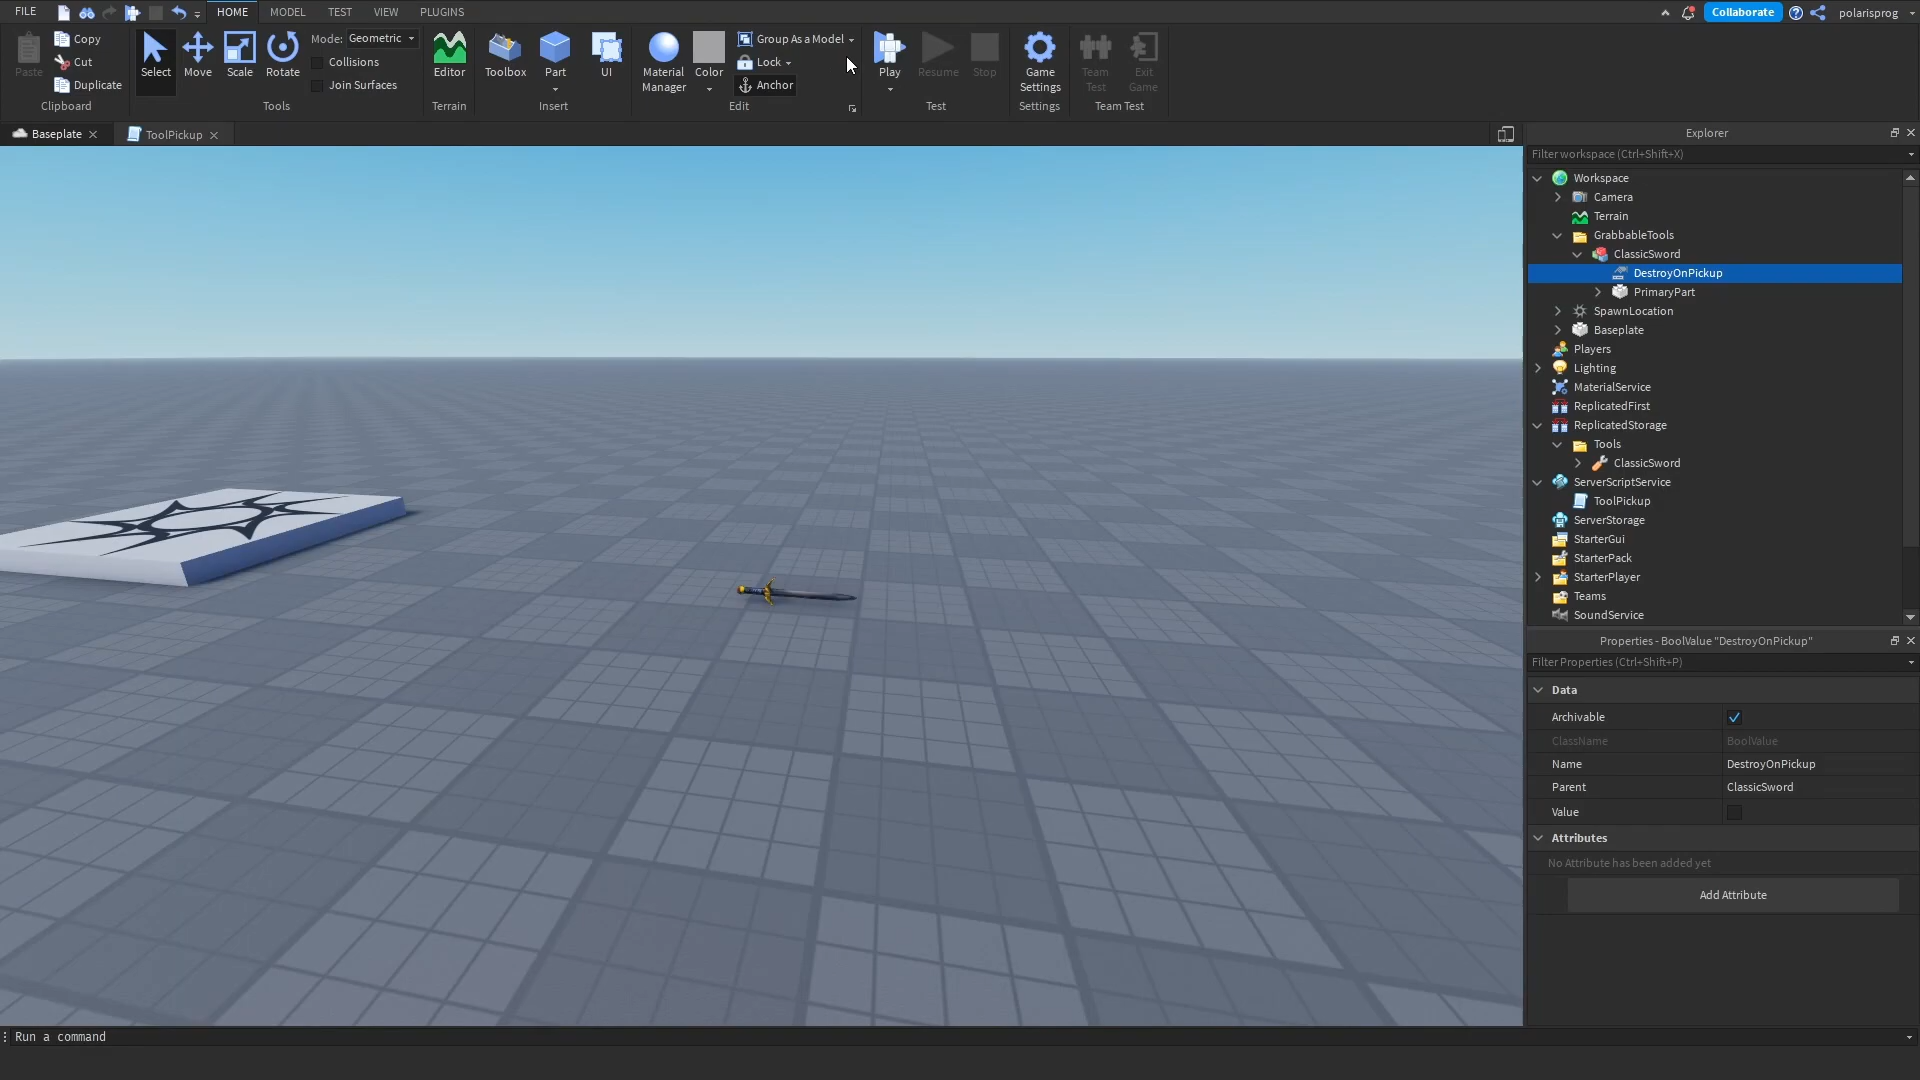 FILE
HOME
MODEL
TEST
VIEW
PLUGINS
Collaborate
polarisprog
Paste
Copy
Cut
Duplicate
Clipboard
Select
Move
Scale
Rotate
Mode: Geometric
Collisions
Join Surfaces
Tools
Editor
Terrain
Toolbox
Part
UI
Insert
Material
Manager
Color
Group As a Model
Lock
Anchor
Edit
Play
Resume
Stop
Test
Game
Settings
Settings
Team
Test
Exit
Game
Team Test
Baseplate
ToolPickup
Explorer
Filter workspace (Ctrl+Shift+X)
Workspace
Camera
Terrain
GrabbableTools
ClassicSword
DestroyOnPickup
PrimaryPart
SpawnLocation
Baseplate
Players
Lighting
MaterialService
ReplicatedFirst
ReplicatedStorage
Tools
ClassicSword
ServerScriptService
ToolPickup
ServerStorage
StarterGui
StarterPack
StarterPlayer
Teams
SoundService
Properties - BoolValue "DestroyOnPickup"
Filter Properties (Ctrl+Shift+P)
Data
Archivable
ClassName BoolValue
Name DestroyOnPickup
Parent ClassicSword
Value
Attributes
No Attribute has been added yet
Add Attribute
Run a command